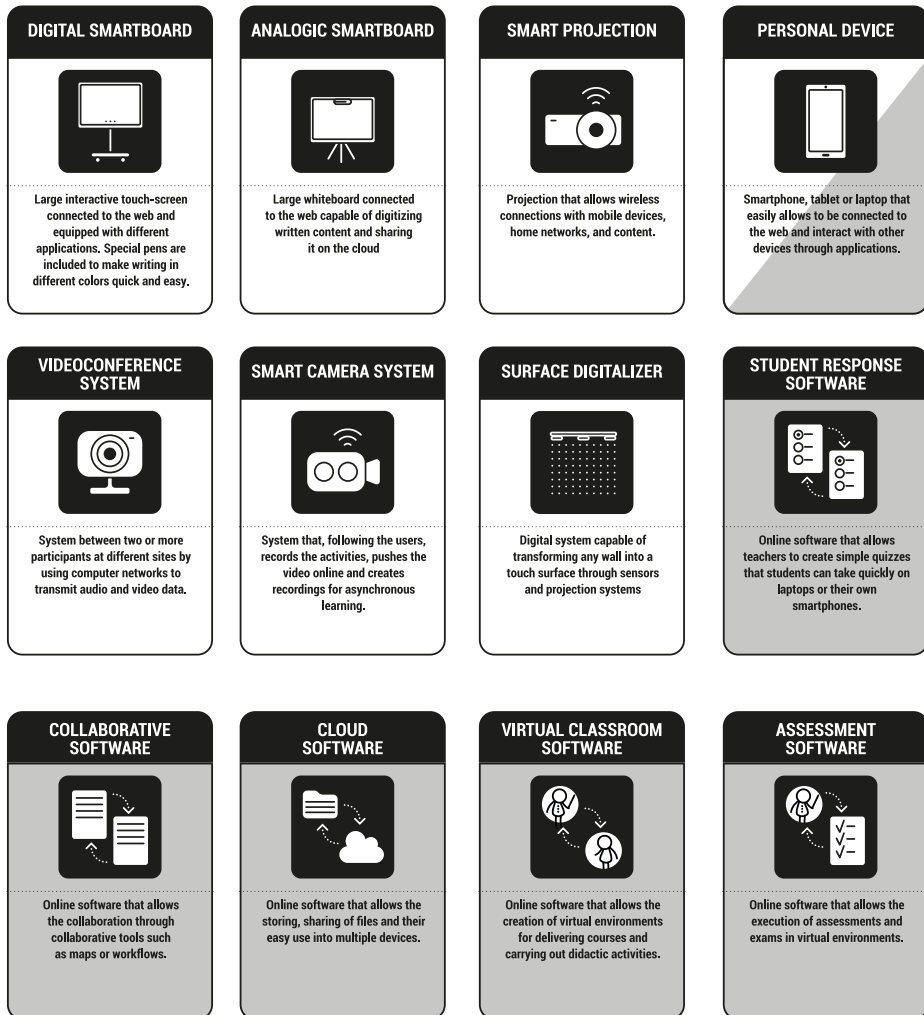 DIGITAL SMARTBOARD
Large interactive touch-screen
connected to the web and
equipped with different
applications. Special pens are
included to make writing in
different colors quick and easy.
ANALOGIC SMARTBOARD
Large whiteboard connected
to the web capable of digitizing
written content and sharing
it on the cloud
SMART PROJECTION
Projection that allows wireless
connections with mobile devices,
home networks, and content.
PERSONAL DEVICE
Smartphone, tablet or laptop that
easily allows to be connected to
the web and interact with other
devices through applications.
VIDEOCONFERENCE
SYSTEM
System between two or more
participants at different sites by
using computer networks to
transmit audio and video data.
SMART CAMERA SYSTEM
System that, following the users,
records the activities, pushes the
video online and creates
recordings for asynchronous
learning.
SURFACE DIGITALIZER
Digital system capable of
transforming any wall into a
touch surface through sensors
and projection systems
STUDENT RESPONSE
SOFTWARE
Online software that allows
teachers to create simple quizzes
that students can take quickly on
laptops or their own
smartphones.
COLLABORATIVE
SOFTWARE
Online software that allows
the collaboration through
collaborative tools such
as maps or workflows.
CLOUD
SOFTWARE
Online software that allows the
storing, sharing of files and their
easy use into multiple devices.
VIRTUAL CLASSROOM
SOFTWARE
Online software that allows the
creation of virtual environments
for delivering courses and
carrying out didactic activities.
ASSESSMENT
SOFTWARE
Online software that allows the
execution of assessments and
exams in virtual environments.